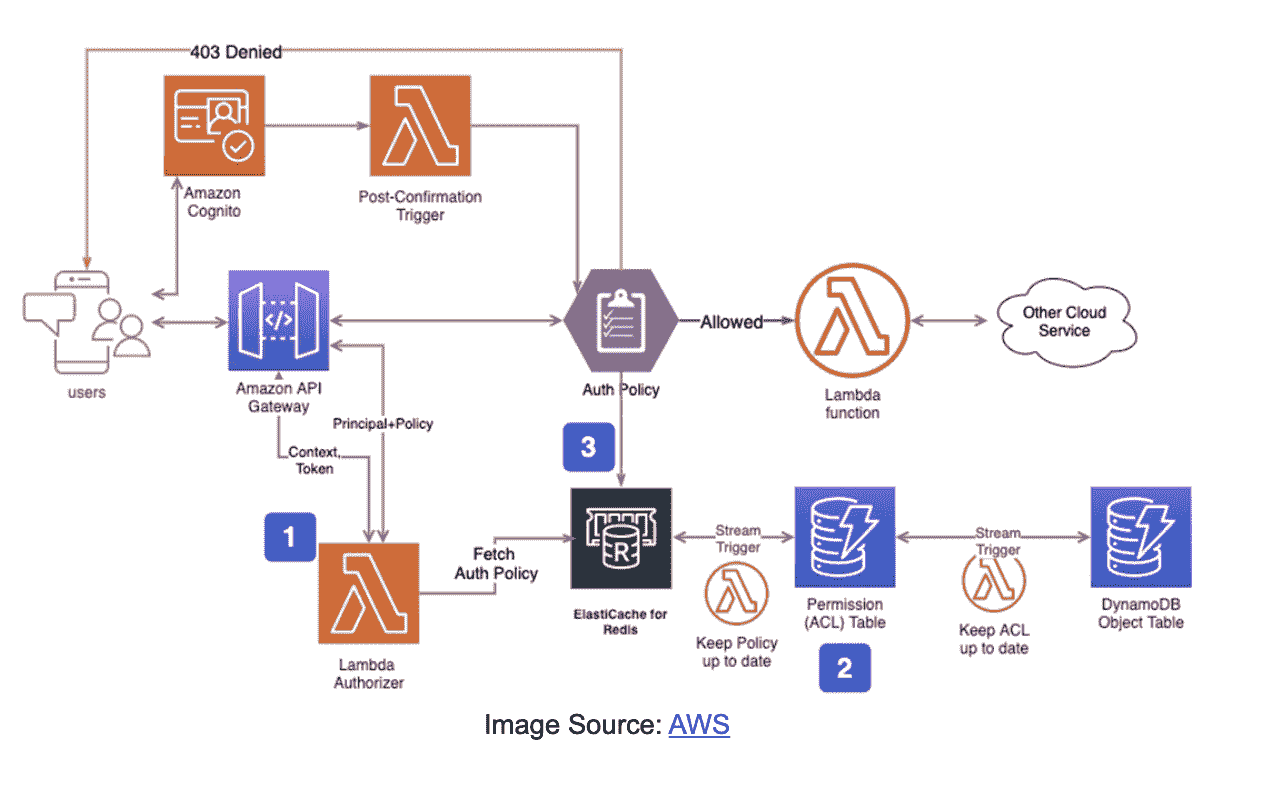 403 Denied
Amazon
Cognito
Post-Confirmation
Trigger
users
</>
Amazon API
Gateway
Auth Policy
Allowed
Lambda
function
Other Cloud
Service
Principal+Policy
Context,
Token
3
1
Fetch
Auth Policy
Lambda
Authorizer
R
ElastiCache for
Redis
Stream
Trigger
Keep Policy
up to date
Permission
(ACL) Table
2
Stream
Trigger
Keep ACL
up to date
DynamoDB
Object Table
Image Source: AWS